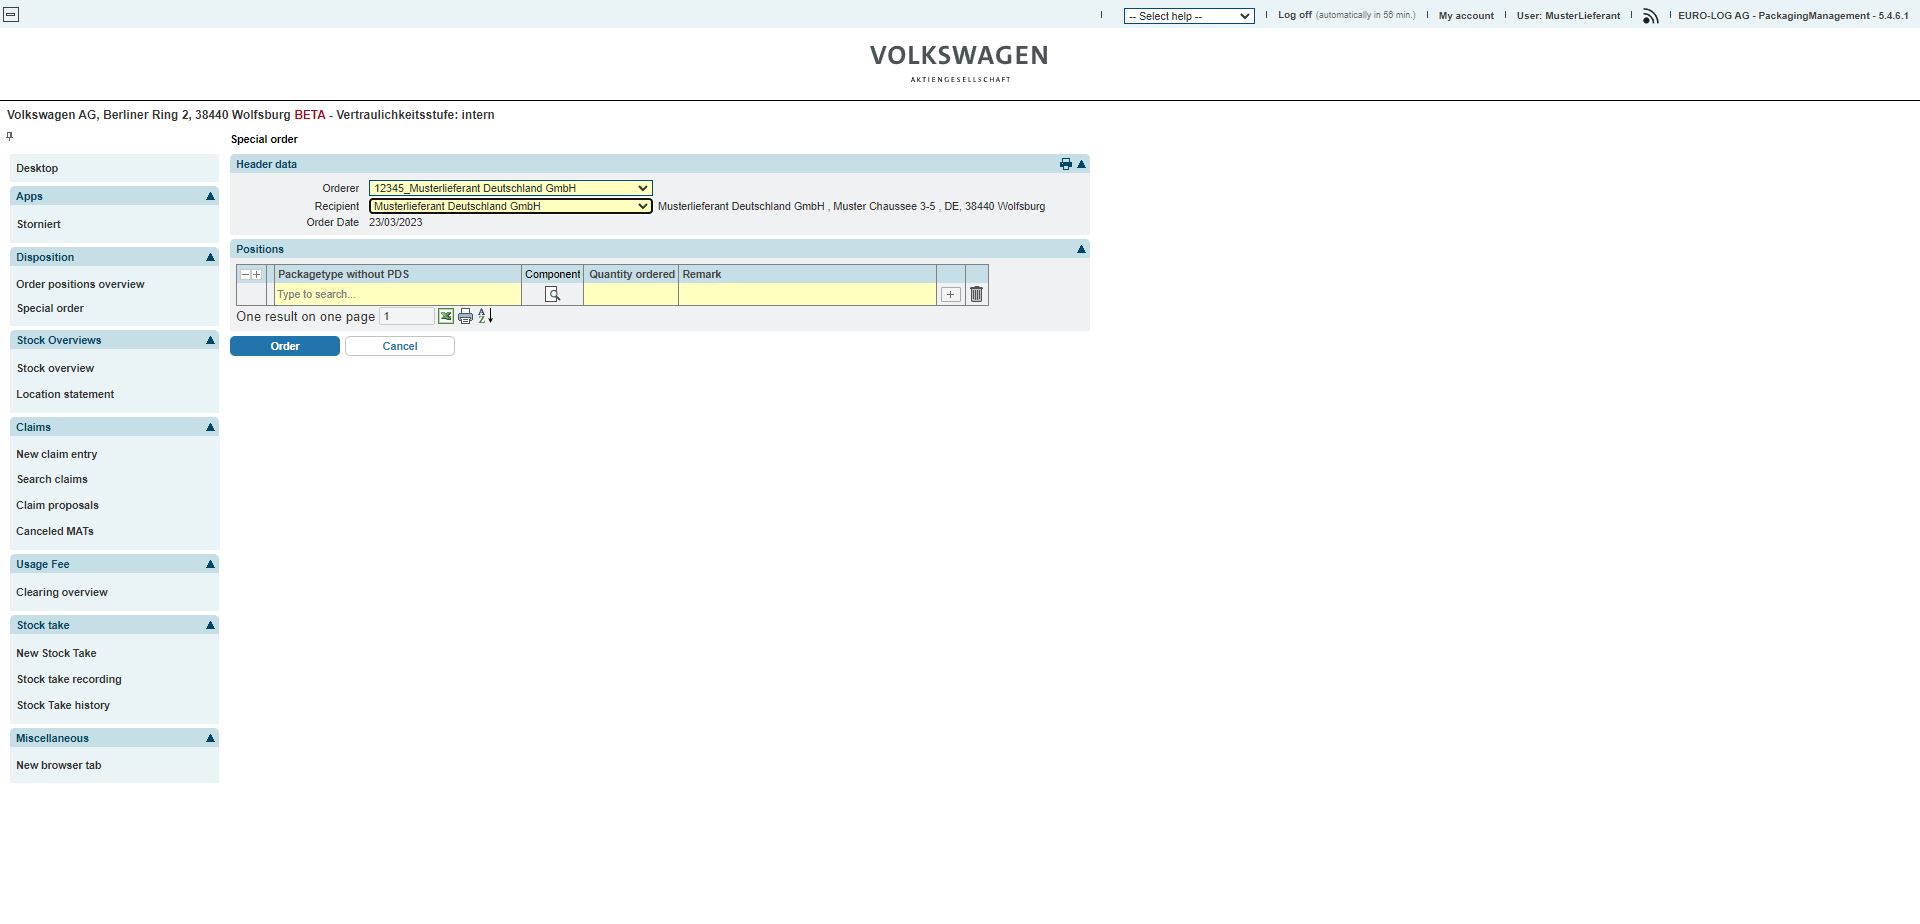 -- Select help --
Log off (automatically in 56 min.)
My account
User: MusterLieferant
EURO-LOG AG - PackagingManagement - 5.4.6.1
VOLKSWAGEN
AKTIENGESELLSCHAFT
Volkswagen AG, Berliner Ring 2, 38440 Wolfsburg BETA - Vertraulichkeitsstufe: intern
Desktop
Apps
Storniert
Disposition
Order positions overview
Special order
Stock Overviews
Stock overview
Location statement
Claims
New claim entry
Search claims
Claim proposals
Canceled MATs
Usage Fee
Clearing overview
Stock take
New Stock Take
Stock take recording
Stock Take history
Miscellaneous
New browser tab
Special order
Header data
Orderer 12345_Musterlieferant Deutschland GmbH
Recipient Musterlieferant Deutschland GmbH Musterlieferant Deutschland GmbH , Muster Chaussee 3-5 , DE, 38440 Wolfsburg
Order Date 23/03/2023
Positions
Packagetype without PDS Component Quantity ordered Remark
Type to search...
One result on one page 1
Order Cancel